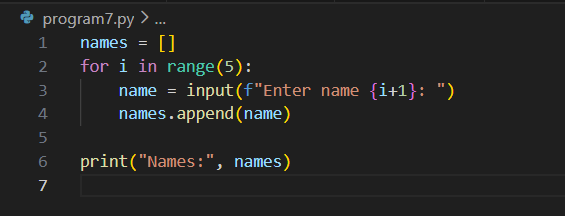 program7.py > ...
1 names = []
2 for i in range(5):
3     name = input(f"Enter name {i+1}: ")
4     names.append(name)
5
6 print("Names:", names)
7